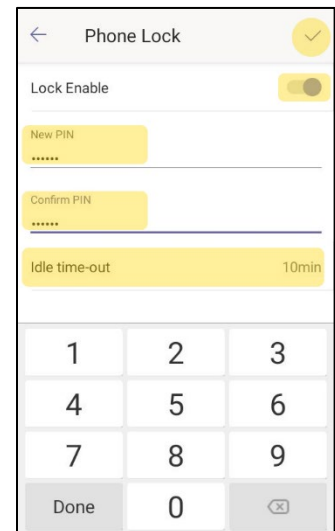 Phone Lock
Lock Enable
New PIN
••••••
Confirm PIN
••••••
Idle time-out 10min
1 2 3
4 5 6
7 8 9
Done 0